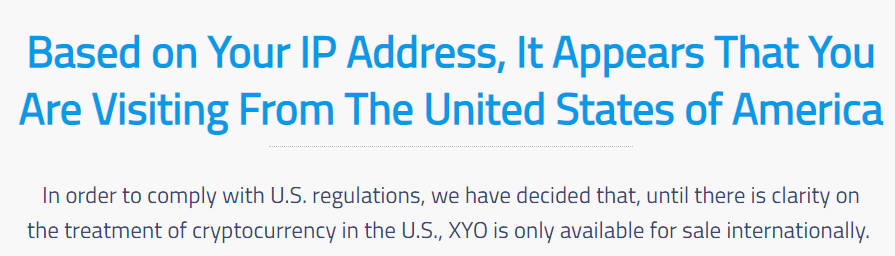 Based on Your IP Address, It Appears That You
Are Visiting From The United States of America
In order to comply with U.S. regulations, we have decided that, until there is clarity on
the treatment of cryptocurrency in the U.S., XYO is only available for sale internationally.